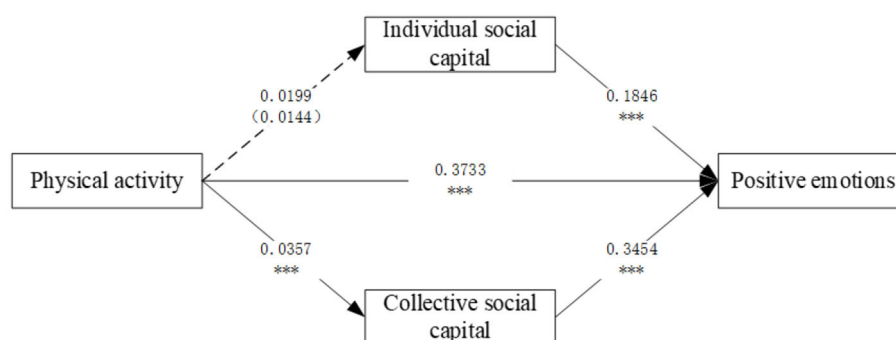 Individual social
capital
0.0199
(0.0144)
0.1846
***
Physical activity
0.3733
***
Positive emotions
0.0357
***
0.3454
***
Collective social
capital